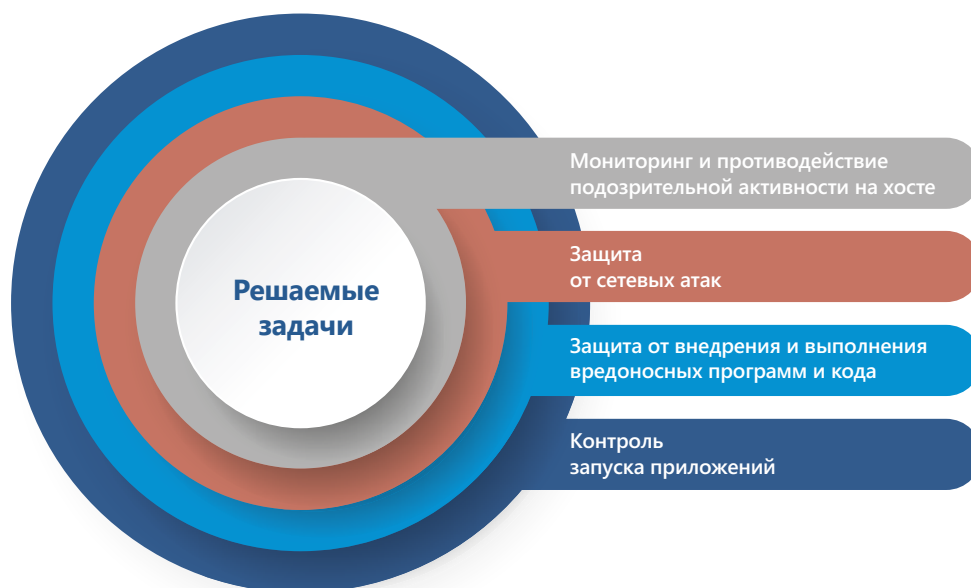 Мониторинг и противодействие
подозрительной активности на хосте
Защита
от сетевых атак
Решаемые
задачи
Защита от внедрения и выполнения
вредоносных программ и кода
Контроль
запуска приложений